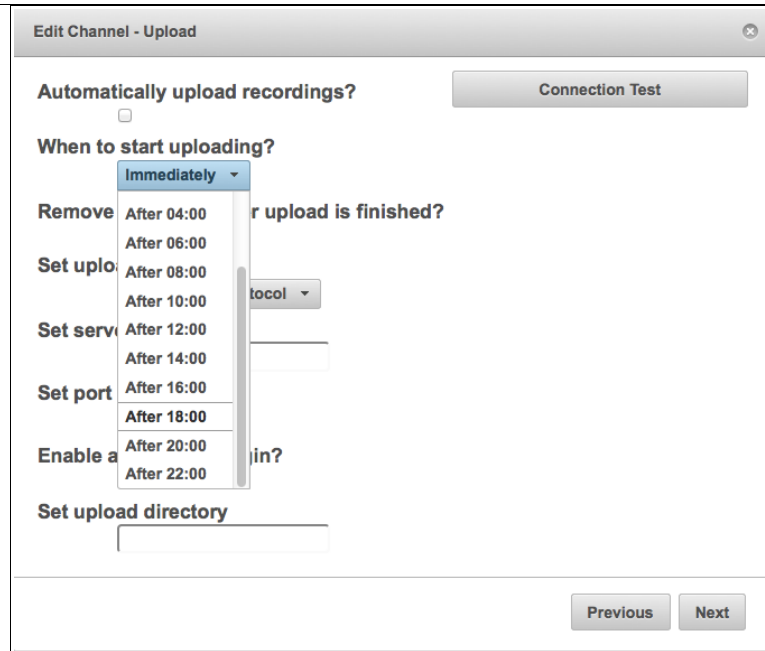 Edit Channel - Upload
Automatically upload recordings?
Connection Test
When to start uploading?
Immediately
Remove r upload is finished?
After 04:00
After 06:00
Set uplo
After 08:00
tocol
After 10:00
Set serv
After 12:00
After 14:00
Set port
After 16:00
After 18:00
Enable a gin?
After 20:00
After 22:00
Set upload directory
Previous Next